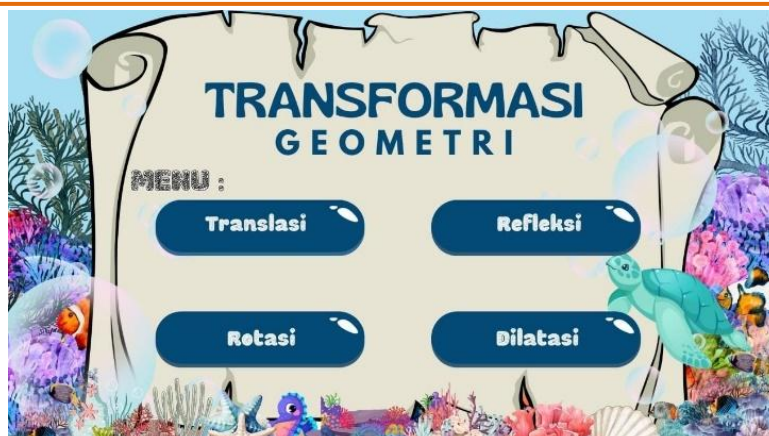 TRANSFORMASI
GEOMETRI
MENU :
Translasi Refleksi
Rotasi Dilatasi